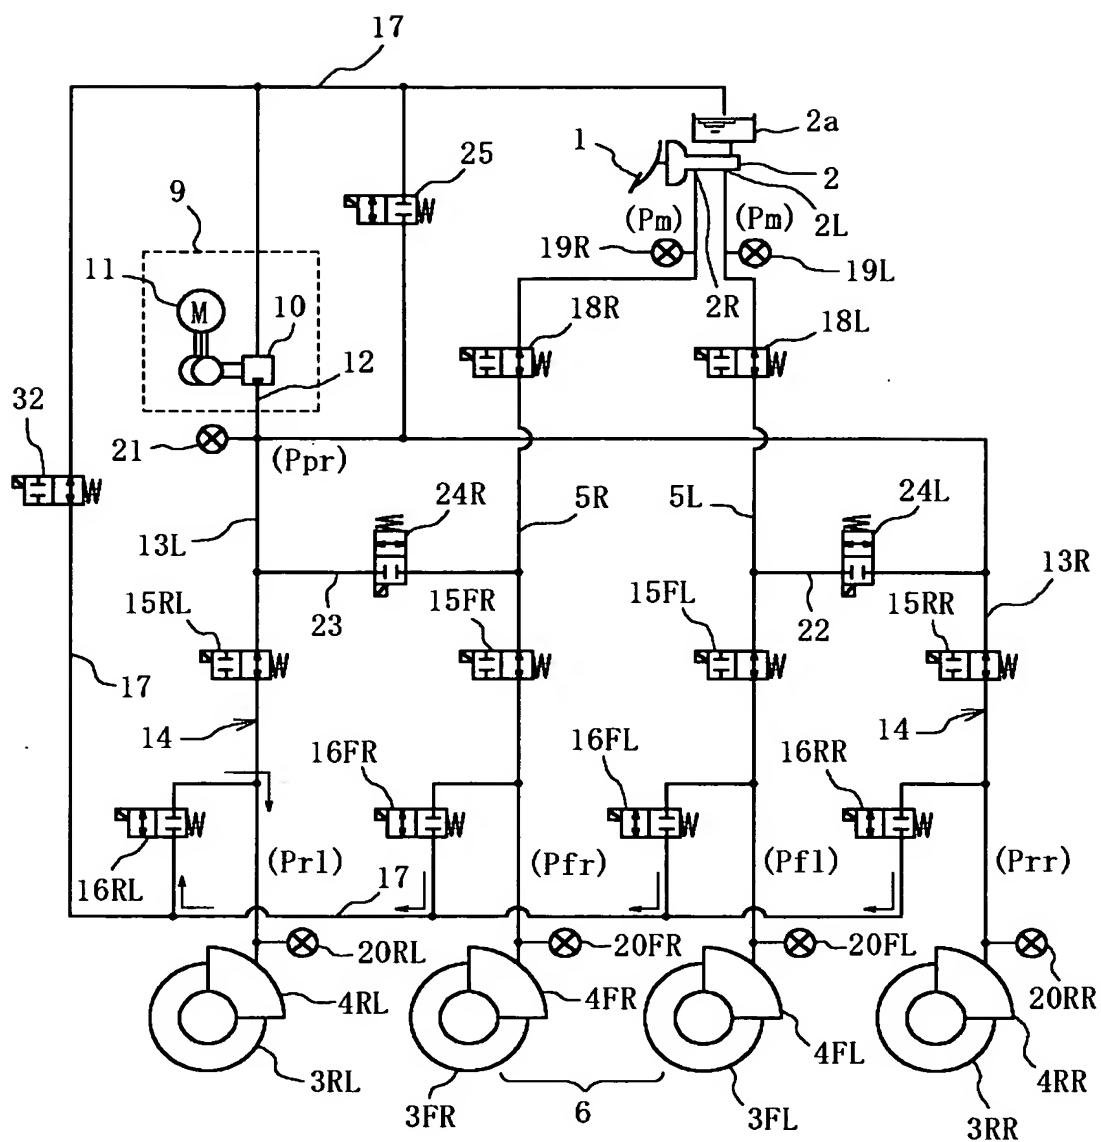 17
2a
1
2
25
9
(Pm)
(Pm)
2L
19R
19L
11
M
10
2R
18R
18L
12
32
21
(Ppr)
24R
5R
5L
24L
13L
13R
15RL
23
15FR
15FL
22
15RR
17
14
14
16FR
16FL
16RR
(Prl)
(Pfr)
(Pfl)
(Prr)
16RL
17
20RL
20FR
20FL
20RR
4RL
4FR
4FL
4RR
3RL
3FR
6
3FL
3RR